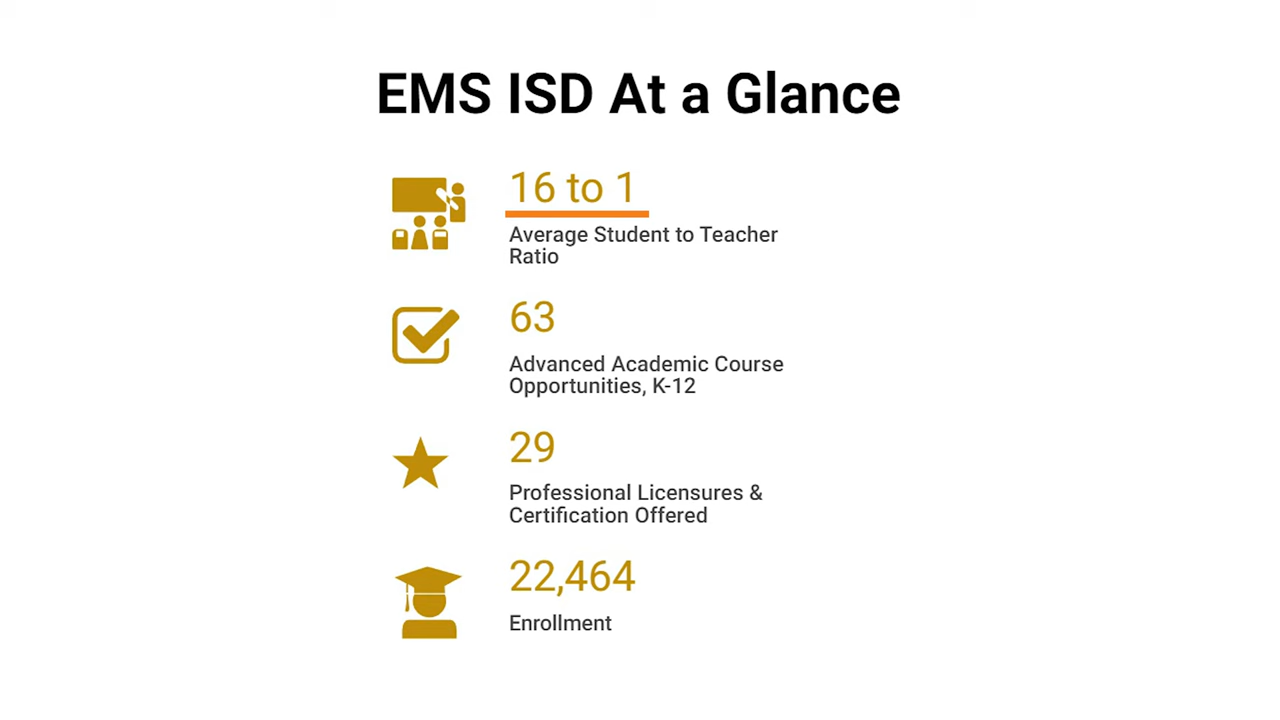 EMS ISD At a Glance
16 to 1
Average Student to Teacher
Ratio
63
Advanced Academic Course
Opportunities, K-12
29
Professional Licensures &
Certification Offered
22,464
Enrollment